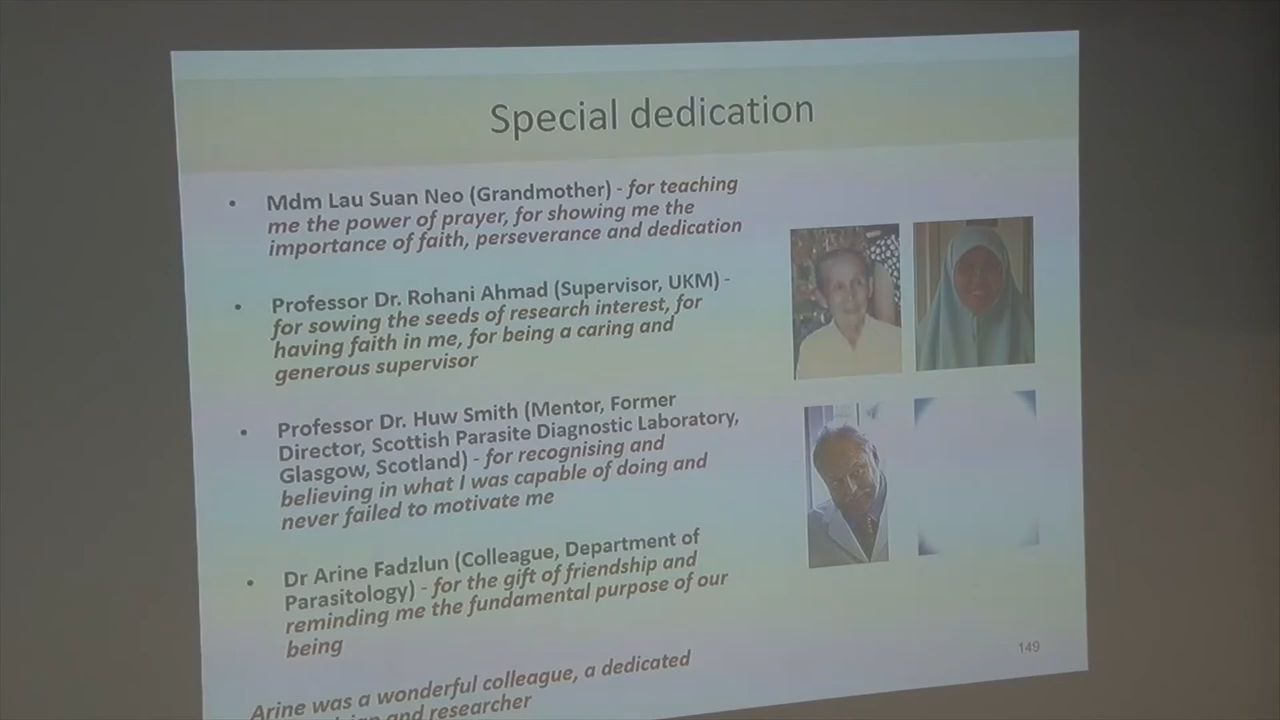 Special dedication
• Mdm Lau Suan Neo (Grandmother) - for teaching
me the power of prayer, for showing me the
importance of faith, perseverance and dedication
• Professor Dr. Rohani Ahmad (Supervisor, UKM) -
for sowing the seeds of research interest, for
having faith in me, for being a caring and
generous supervisor
• Professor Dr. Huw Smith (Mentor, Former
Director, Scottish Parasite Diagnostic Laboratory,
Glasgow, Scotland) - for recognising and
believing in what I was capable of doing and
never failed to motivate me
• Dr Arine Fadzlun (Colleague, Department of
Parasitology) - for the gift of friendship and
reminding me the fundamental purpose of our
being
Arine was a wonderful colleague, a dedicated
and researcher
149